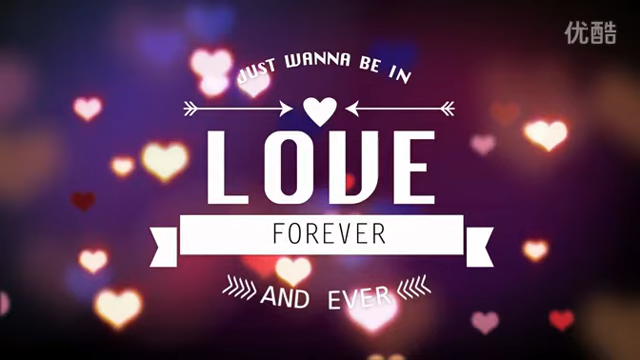 优酷
JUST WANNA BE IN
LOVE
FOREVER
AND EVER